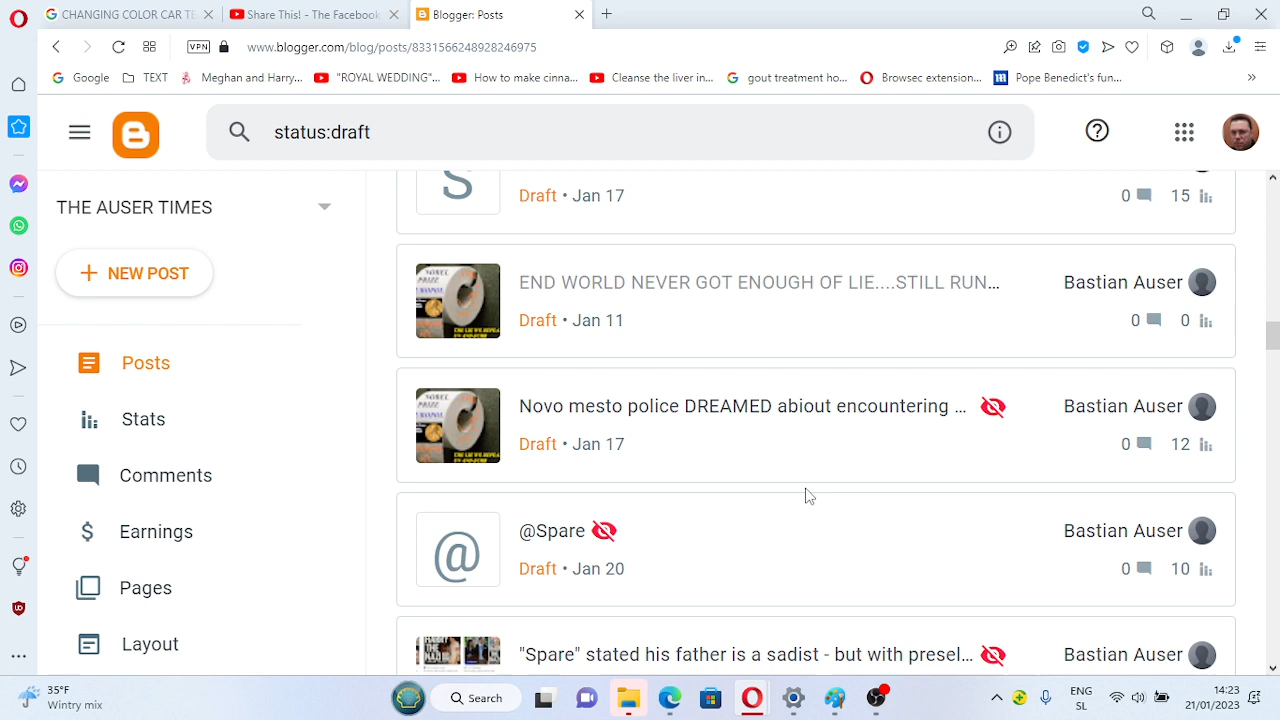 CHANGING COLOR CAR TE
Share This! - The Facebook
Blogger: Posts
VPN
www.blogger.com/blog/posts/8331566248928246975
Google
TEXT
Meghan and Harry...
"ROYAL WEDDING"...
How to make cinna...
Cleanse the liver in...
gout treatment ho...
Browsec extension...
Pope Benedict's fun...
status:draft
THE AUSER TIMES
NEW POST
Posts
Stats
Comments
Earnings
Pages
Layout
S
Draft • Jan 17
0
15
END WORLD NEVER GOT ENOUGH OF LIE....STILL RUN...
Bastian Auser
Draft • Jan 11
0
0
Novo mesto police DREAMED abiout encountering ...
Bastian Auser
Draft • Jan 17
0
12
@
@Spare
Bastian Auser
Draft • Jan 20
0
10
"Spare" stated his father is a sadist - but with presel...
Bastian Auser
35°F
Wintry mix
Search
ENG
SL
14:23
21/01/2023